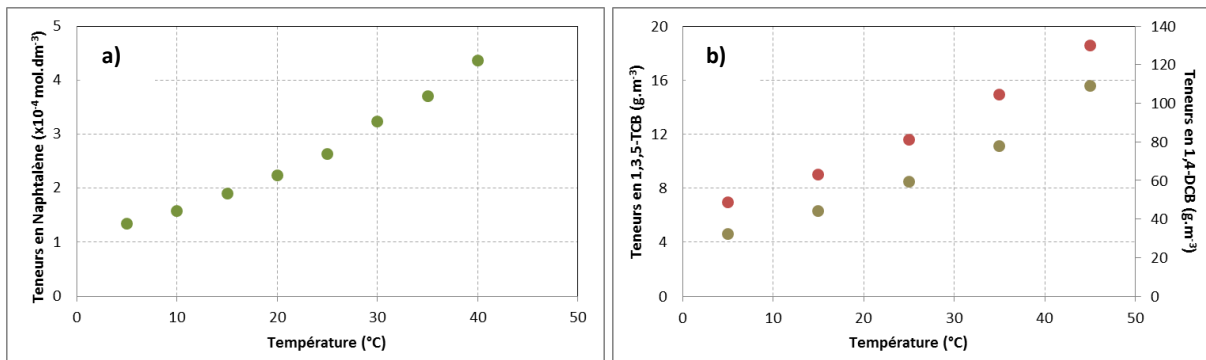 a)
Teneurs en Naphtalène (x10⁻⁴ mol.dm⁻³)
5
4
3
2
1
0
0 10 20 30 40 50
Température (°C)
b)
Teneurs en 1,3,5-TCB (g.m⁻³)
20
16
12
8
4
0
140
120
100
80
60
40
20
0
Teneurs en 1,4-DCB (g.m⁻³)
0 10 20 30 40 50
Température (°C)